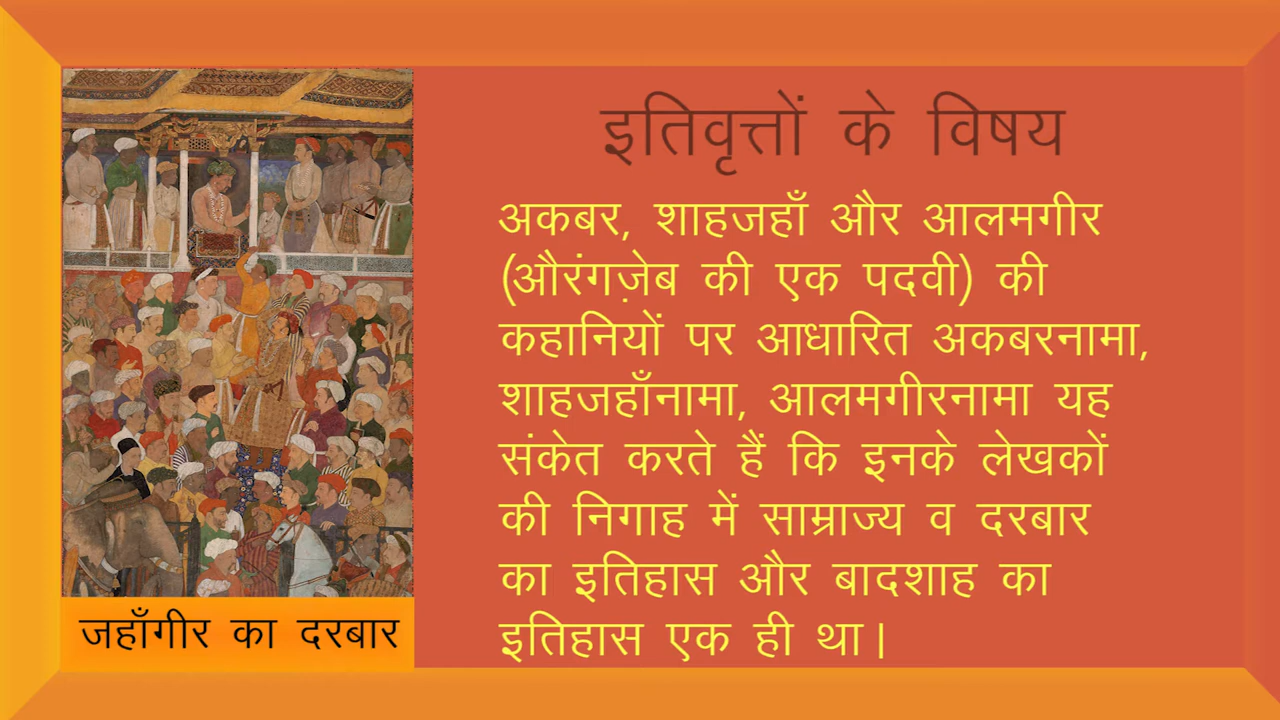 इतिवृत्तों के विषय
अकबर, शाहजहाँ और आलमगीर
(औरंगज़ेब की एक पदवी) की
कहानियों पर आधारित अकबरनामा,
शाहजहाँनामा, आलमगीरनामा यह
संकेत करते हैं कि इनके लेखकों
की निगाह में साम्राज्य व दरबार
का इतिहास और बादशाह का
इतिहास एक ही था।
जहाँगीर का दरबार